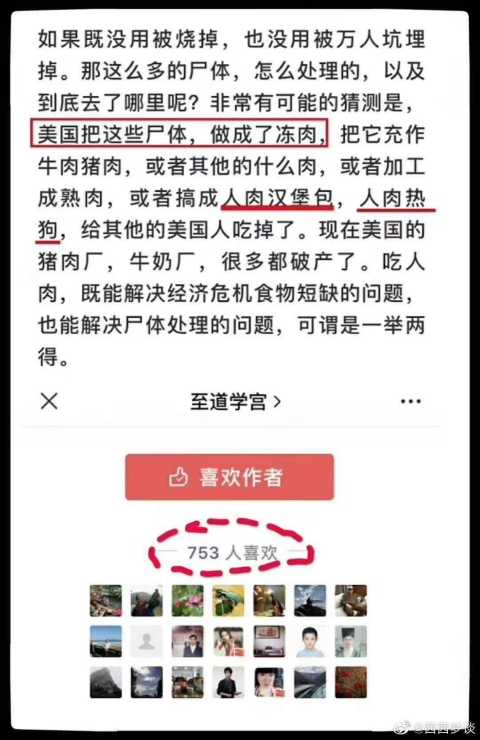 如果既没用被烧掉，也没用被万人坑埋
掉。那这么多的尸体，怎么处理的，以及
到底去了哪里呢？非常有可能的猜测是，
美国把这些尸体，做成了冻肉，把它充作
牛肉猪肉，或者其他的什么肉，或者加工
成熟肉，或者搞成人肉汉堡包，人肉热
狗，给其他的美国人吃掉了。现在美国的
猪肉厂，牛奶厂，很多都破产了。吃人
肉，既能解决经济危机食物短缺的问题，
也能解决尸体处理的问题，可谓是一举两
得。
至道学宫
喜欢作者
753 人喜欢